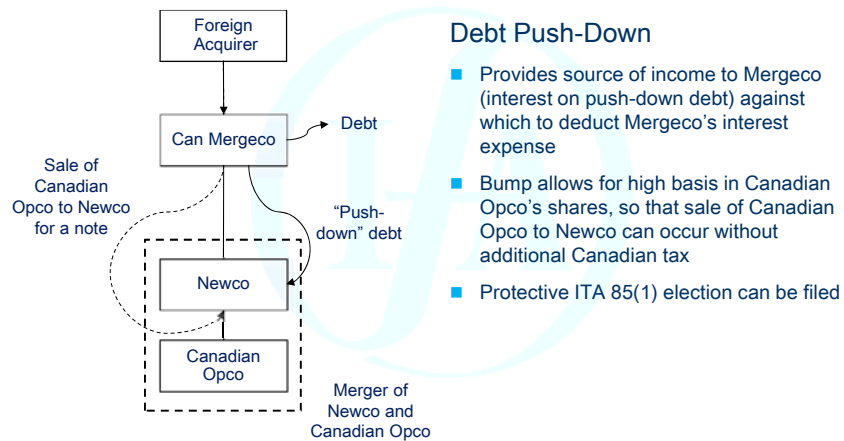 Foreign
Acquirer
Can Mergeco
Debt
Sale of
Canadian
Opco to Newco
for a note
“Push-
down” debt
Newco
Canadian
Opco
Merger of
Newco and
Canadian Opco
Debt Push-Down
Provides source of income to Mergeco
(interest on push-down debt) against
which to deduct Mergeco’s interest
expense
Bump allows for high basis in Canadian
Opco’s shares, so that sale of Canadian
Opco to Newco can occur without
additional Canadian tax
Protective ITA 85(1) election can be filed